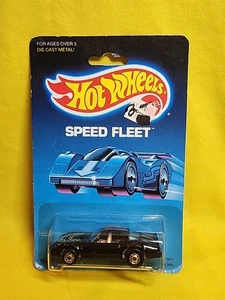 FOR AGES OVER 3
DIE CAST METAL!
Hot Wheels
SPEED FLEET